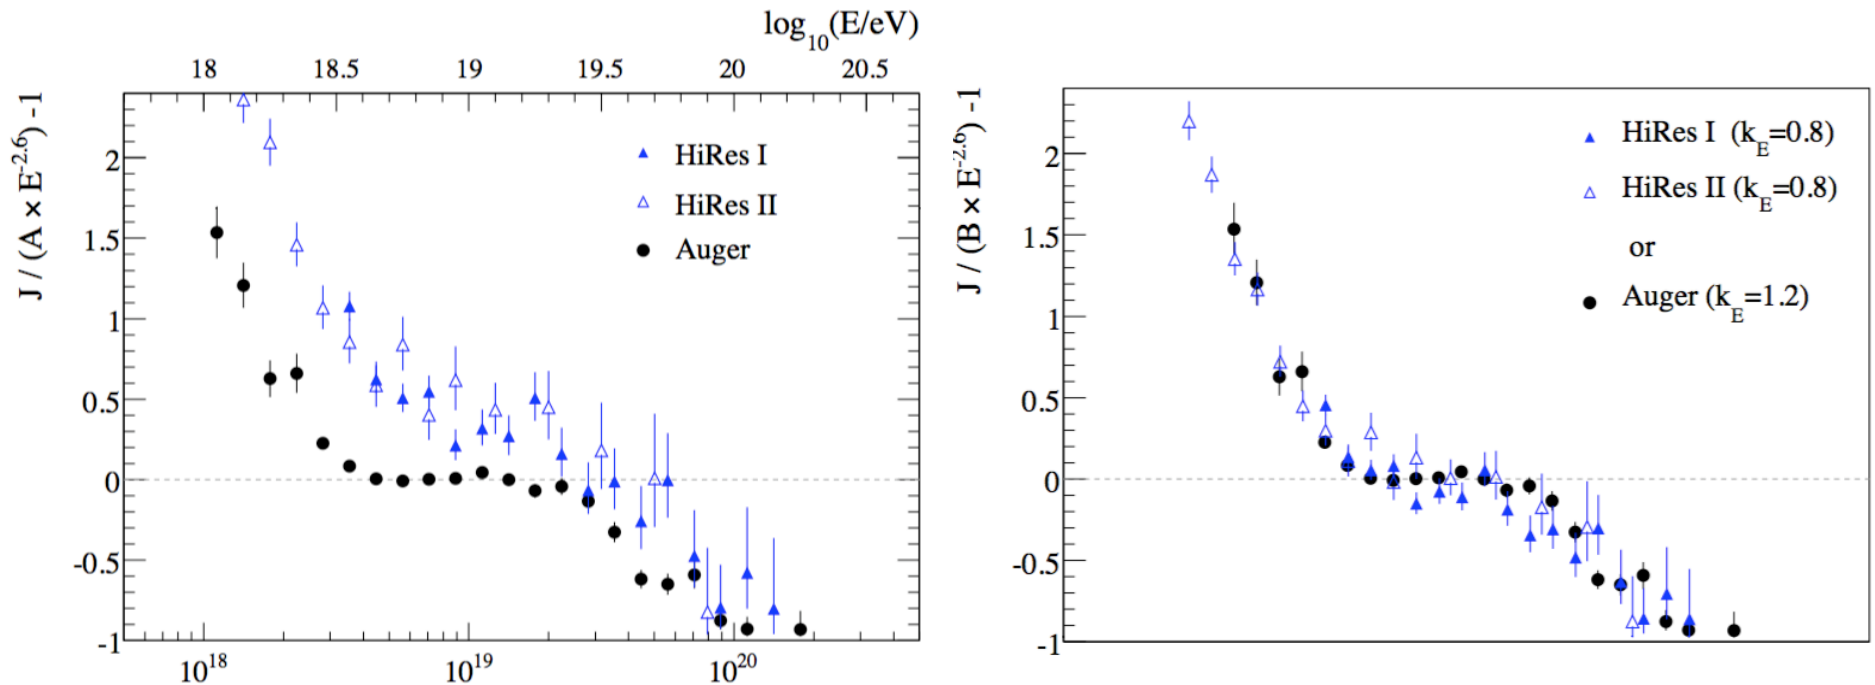 log10(E/eV)
18 18.5 19 19.5 20 20.5
J / (A × E-2.6) -1
2
1.5
1
0.5
0
-0.5
-1
HiRes I
HiRes II
Auger
10^18 10^19 10^20
J / (B × E-2.6) -1
2
1.5
1
0.5
0
-0.5
-1
HiRes I (kE=0.8)
HiRes II (kE=0.8)
or
Auger (kE=1.2)